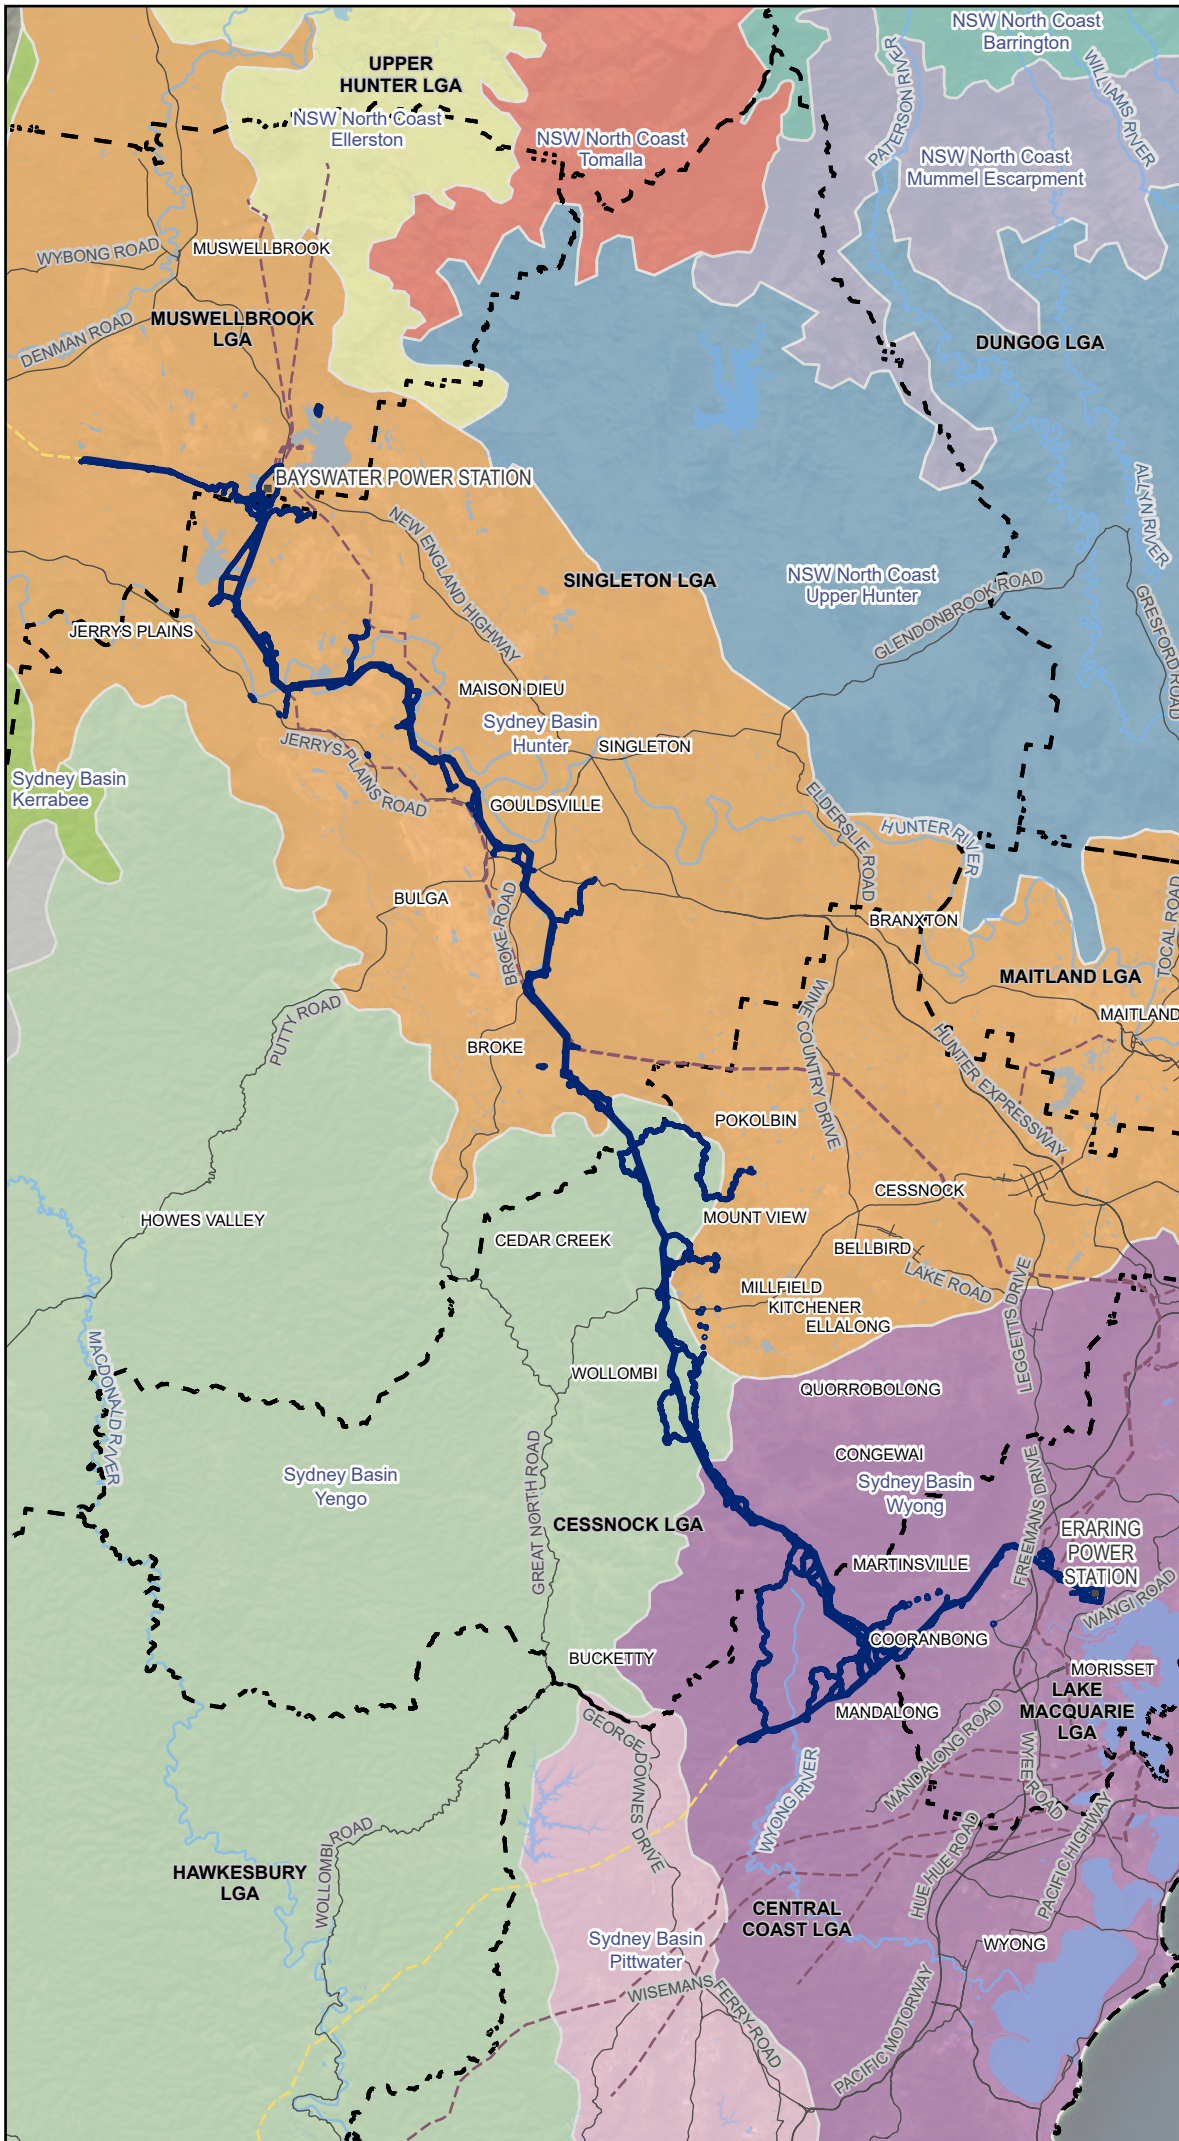 NSW North Coast
Barrington
UPPER
HUNTER LGA
PATERSON RIVER
WILLIAMS RIVER
NSW North Coast
Ellerston
NSW North Coast
Tomalla
NSW North Coast
Mummel Escarpment
WYBONG ROAD
MUSWELLBROOK
DENMAN ROAD
MUSWELLBROOK
LGA
DUNGOG LGA
BAYSWATER POWER STATION
ALLYN RIVER
NEW ENGLAND HIGHWAY
SINGLETON LGA
NSW North Coast
Upper Hunter
GLENDONBROOK ROAD
GRESFORD ROAD
JERRYS PLAINS
MAISON DIEU
Sydney Basin
Hunter
SINGLETON
JERRYS PLAINS ROAD
Sydney Basin
Kerrabee
GOULDSVILLE
ELDERSLIE ROAD
HUNTER RIVER
BULGA
BROKE ROAD
BRANXTON
TOCAL ROAD
MAITLAND LGA
MAITLAND
PUTTY ROAD
WINE COUNTRY DRIVE
HUNTER EXPRESSWAY
BROKE
POKOLBIN
CESSNOCK
HOWES VALLEY
MOUNT VIEW
CEDAR CREEK
BELLBIRD
LAKE ROAD
LEGGETTS DRIVE
MILLFIELD
KITCHENER
ELLALONG
MACDONALD RIVER
WOLLOMBI
QUORROBOLONG
CONGEWAI
Sydney Basin
Yengo
Sydney Basin
Wyong
GREAT NORTH ROAD
CESSNOCK LGA
FREEMANS DRIVE
ERARING
POWER
STATION
MARTINSVILLE
WANGI ROAD
COORANBONG
BUCKETTY
MORISSET
LAKE
MACQUARIE
LGA
MANDALONG
MANDALONG ROAD
GEORGE DOWNES DRIVE
WYEE ROAD
WYONG RIVER
PACIFIC HIGHWAY
HUE HUE ROAD
WOLLOMBI ROAD
HAWKESBURY
LGA
CENTRAL
COAST LGA
Sydney Basin
Pittwater
WYONG
WISEMANS FERRY-ROAD
PACIFIC MOTORWAY